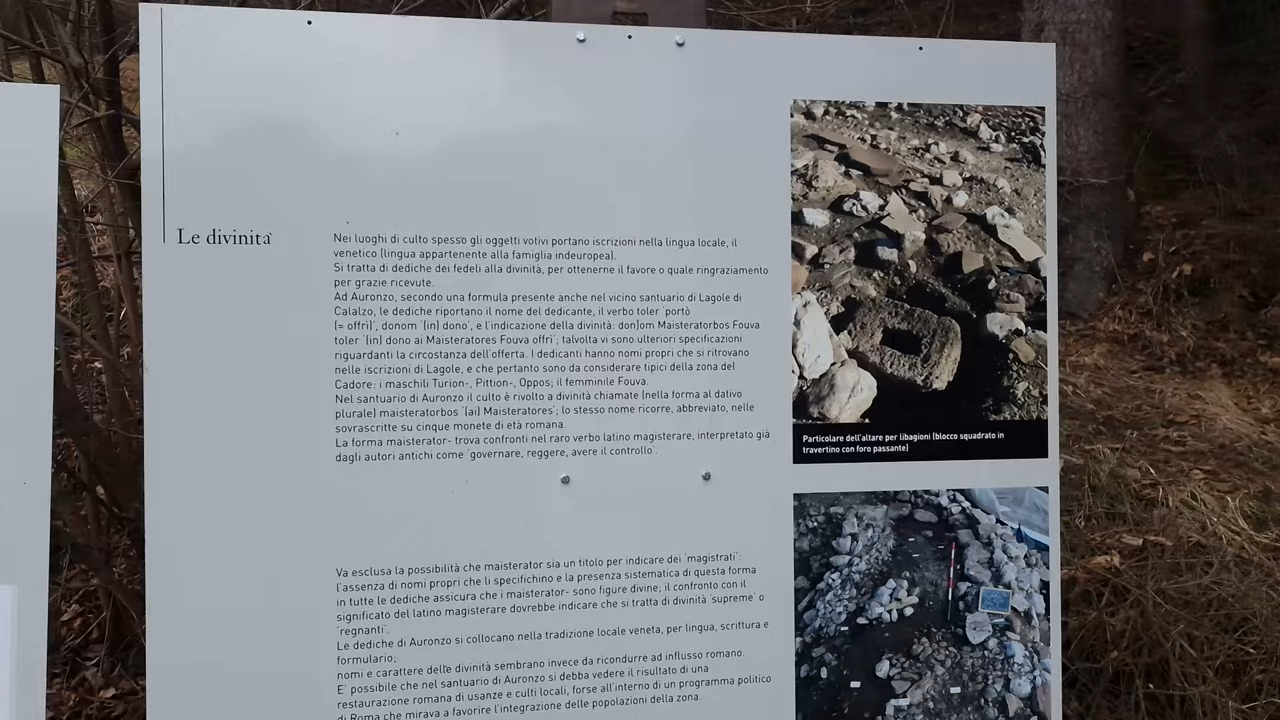 Le divinità
Nei luoghi di culto spesso gli oggetti votivi portano iscrizioni nella lingua locale, il
venetico (lingua appartenente alla famiglia indeuropea).
Si tratta di dediche dei fedeli alla divinità, per ottenerne il favore o quale ringraziamento
per grazie ricevute.
Ad Auronzo, secondo una formula presente anche nel vicino santuario di Lagole di
Calalzo, le dediche riportano il nome del dedicante, il verbo toler ‘portò
(= offrì)’, donom ‘(in) dono’, e l’indicazione della divinità: don]om Maisteratorbos Fouva
toler ‘(in) dono ai Maisteratores Fouva offrì’; talvolta vi sono ulteriori specificazioni
riguardanti la circostanza dell’offerta. I dedicanti hanno nomi propri che si ritrovano
nelle iscrizioni di Lagole, e che pertanto sono da considerare tipici della zona del
Cadore: i maschili Turion-, Pittion-, Oppos; il femminile Fouva.
Nel santuario di Auronzo il culto è rivolto a divinità chiamate (nella forma al dativo
plurale) maisteratorbos ‘(ai) Maisteratores’; lo stesso nome ricorre, abbreviato, nelle
sovrascritte su cinque monete di età romana.
La forma maisterator- trova confronti nel raro verbo latino magisterare, interpretato già
dagli autori antichi come ‘governare, reggere, avere il controllo’.
Va esclusa la possibilità che maisterator sia un titolo per indicare dei ‘magistrati’:
l’assenza di nomi propri che li specifichino e la presenza sistematica di questa forma
in tutte le dediche assicura che i maisterator- sono figure divine; il confronto con il
significato del latino magisterare dovrebbe indicare che si tratta di divinità ‘supreme’ o
‘regnanti’.
Le dediche di Auronzo si collocano nella tradizione locale veneta, per lingua, scrittura e
formulario;
nomi e carattere delle divinità sembrano invece da ricondurre ad influsso romano.
E’ possibile che nel santuario di Auronzo si debba vedere il risultato di una
restaurazione romana di usanze e culti locali, forse all’interno di un programma politico
di Roma che mirava a favorire l’integrazione delle popolazioni della zona.
Particolare dell’altare per libagioni (blocco squadrato in
travertino con foro passante)